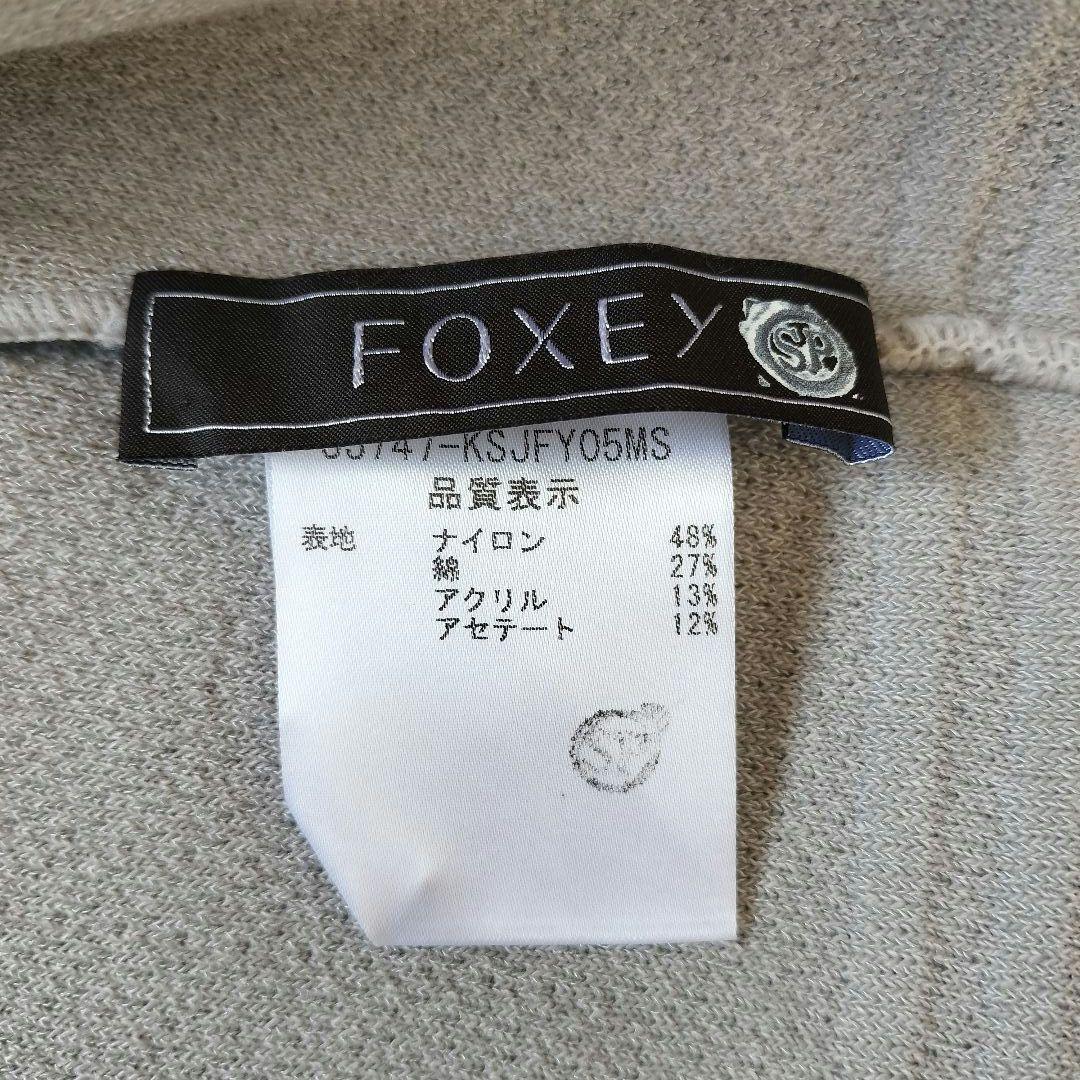 FOXEY
-KSJFY05MS
品質表示
表地 ナイロン 48%
綿 27%
アクリル 13%
アセテート 12%